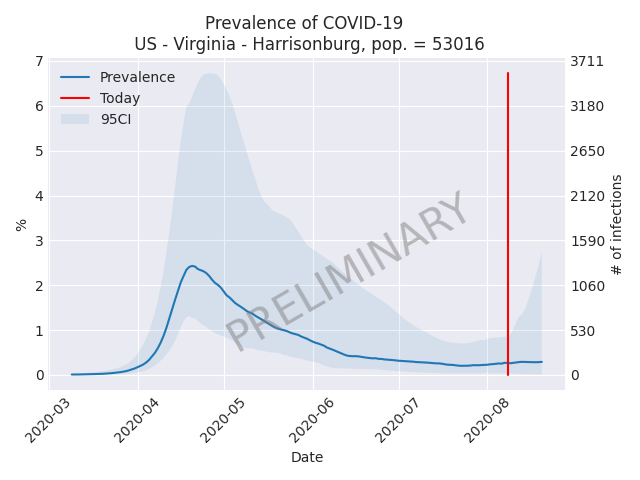 Prevalence of COVID-19
US - Virginia - Harrisonburg, pop. = 53016
7
6
5
4
3
2
1
0
%
3711
3180
2650
2120
1590
1060
530
0
# of infections
Prevalence
Today
95CI
PRELIMINARY
2020-03
2020-04
2020-05
2020-06
2020-07
2020-08
Date